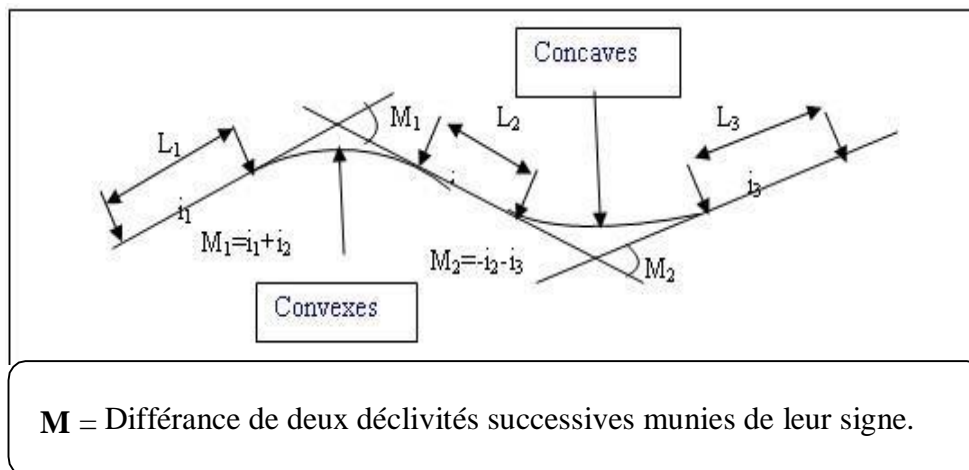 Concaves
M₁
L₂
L₃
L₁
i₁
i₃
M₁=i₁+i₂
M₂=-i₂-i₃
M₂
Convexes
M = Différance de deux déclivités successives munies de leur signe.